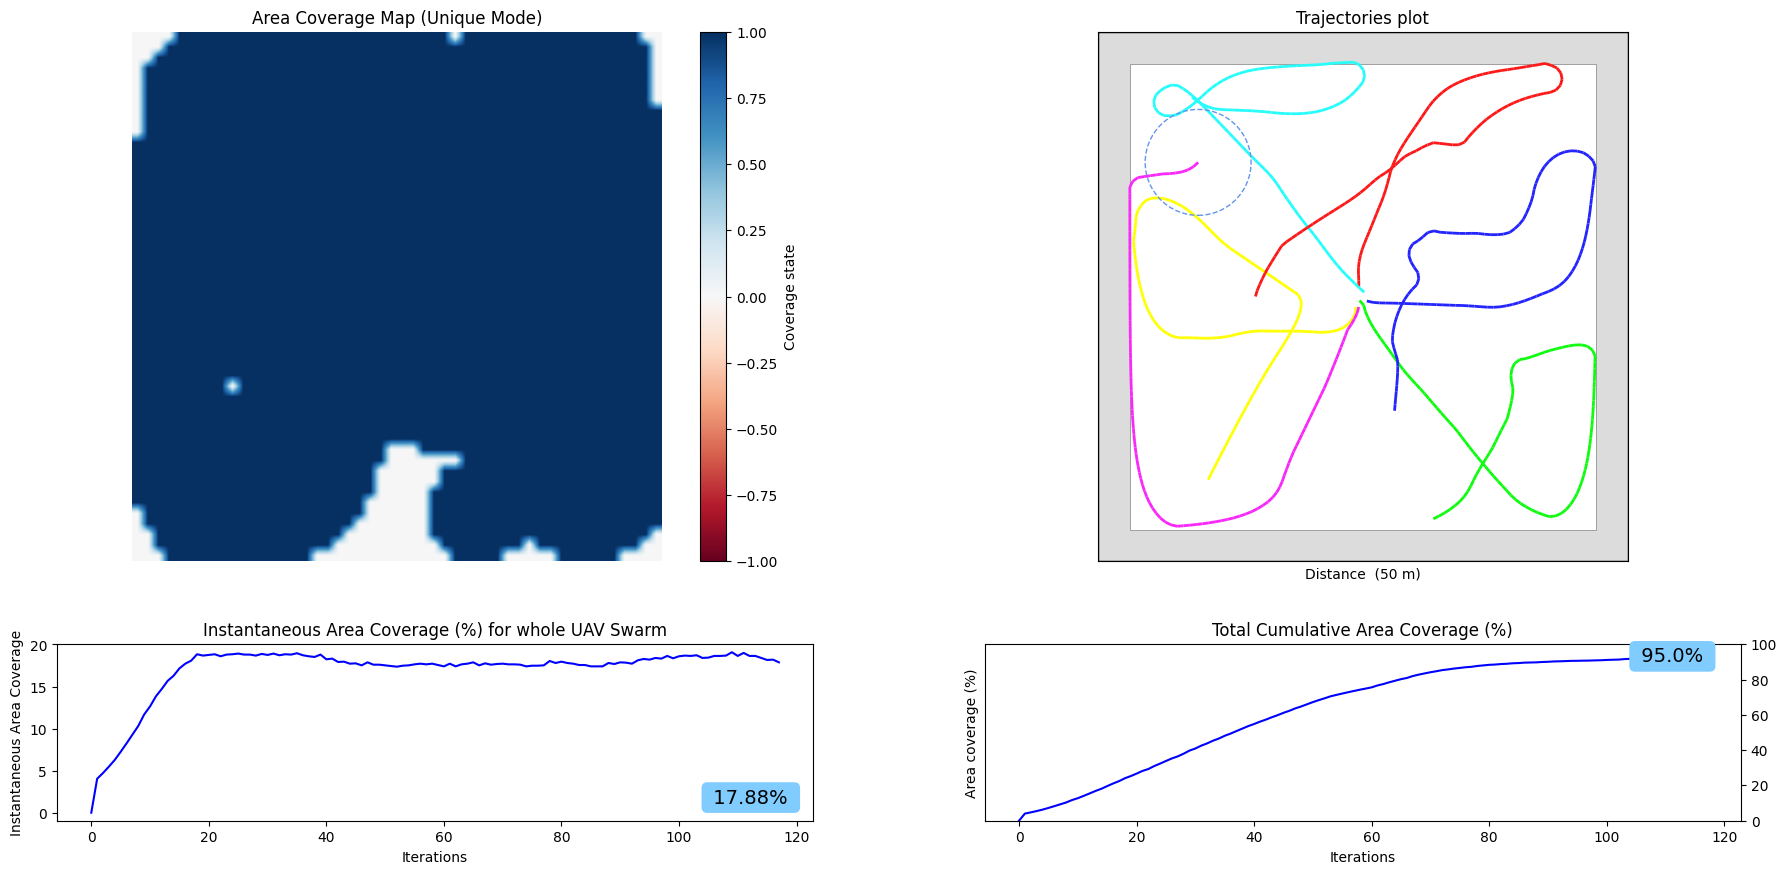 Area Coverage Map (Unique Mode)
1.00
0.75
0.50
0.25
0.00
−0.25
−0.50
−0.75
−1.00
Coverage state
Trajectories plot
Distance  (50 m)
Instantaneous Area Coverage (%) for whole UAV Swarm
Instantaneous Area Coverage
20
15
10
5
0
17.88%
0 20 40 60 80 100 120
Iterations
Total Cumulative Area Coverage (%)
Area coverage (%)
95.0%
100
80
60
40
20
0
0 20 40 60 80 100 120
Iterations